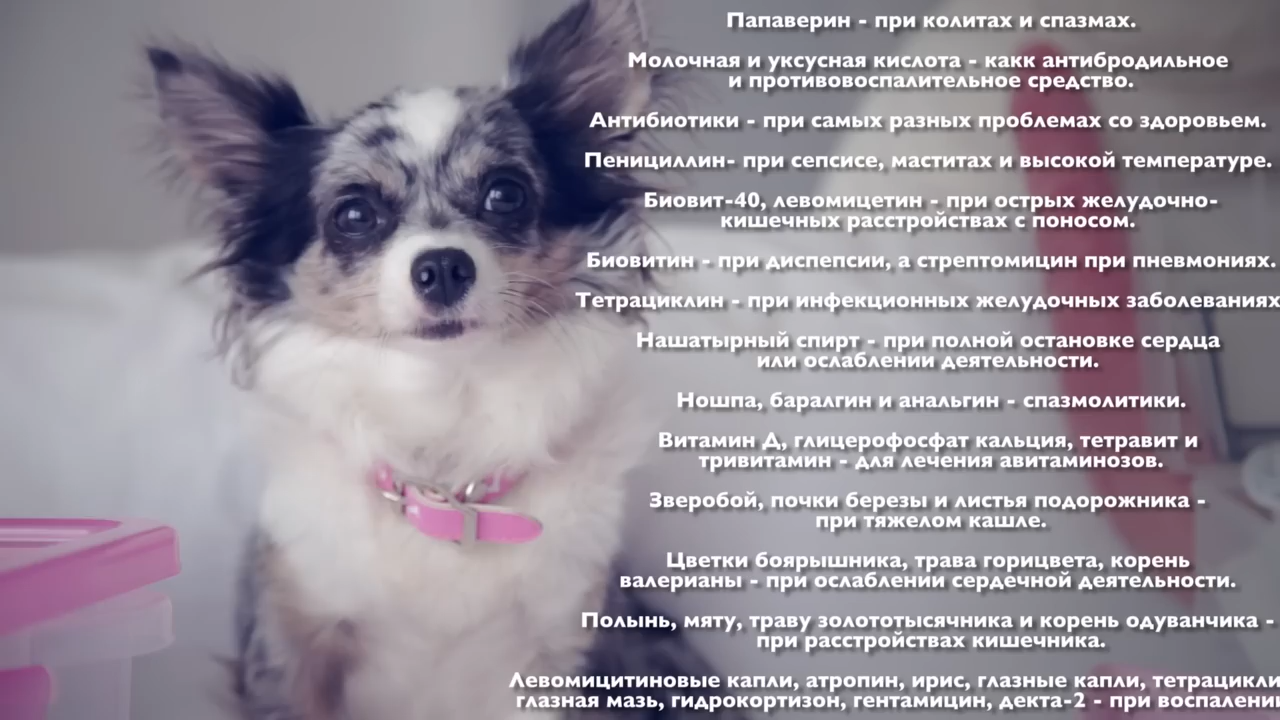 Папаверин - при колитах и спазмах.
Молочная и уксусная кислота - какк антибродильное
и противовоспалительное средство.
Антибиотики - при самых разных проблемах со здоровьем.
Пенициллин- при сепсисе, маститах и высокой температуре.
Биовит-40, левомицетин - при острых желудочно-
кишечных расстройствах с поносом.
Биовитин - при диспепсии, а стрептомицин при пневмониях.
Тетрациклин - при инфекционных желудочных заболеваниях
Нашатырный спирт - при полной остановке сердца
или ослаблении деятельности.
Ношпа, баралгин и анальгин - спазмолитики.
Витамин Д, глицерофосфат кальция, тетравит и
тривитамин - для лечения авитаминозов.
Зверобой, почки березы и листья подорожника -
при тяжелом кашле.
Цветки боярышника, трава горицвета, корень
валерианы - при ослаблении сердечной деятельности.
Полынь, мяту, траву золототысячника и корень одуванчика -
при расстройствах кишечника.
Левомицитиновые капли, атропин, ирис, глазные капли, тетрацикли
глазная мазь, гидрокортизон, гентамицин, декта-2 - при воспалени